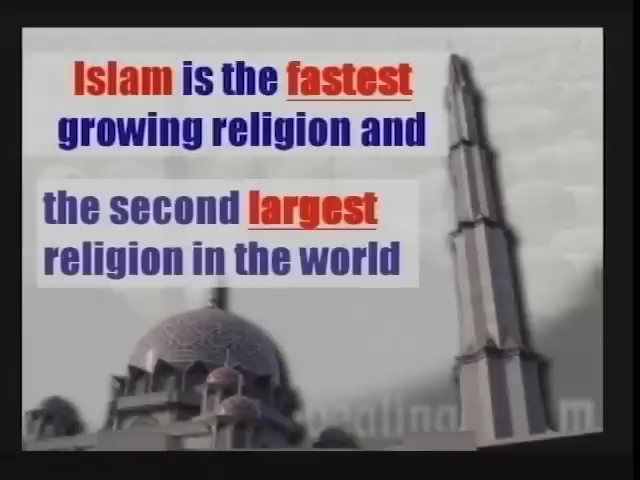 Islam is the fastest
growing religion and
the second largest
religion in the world